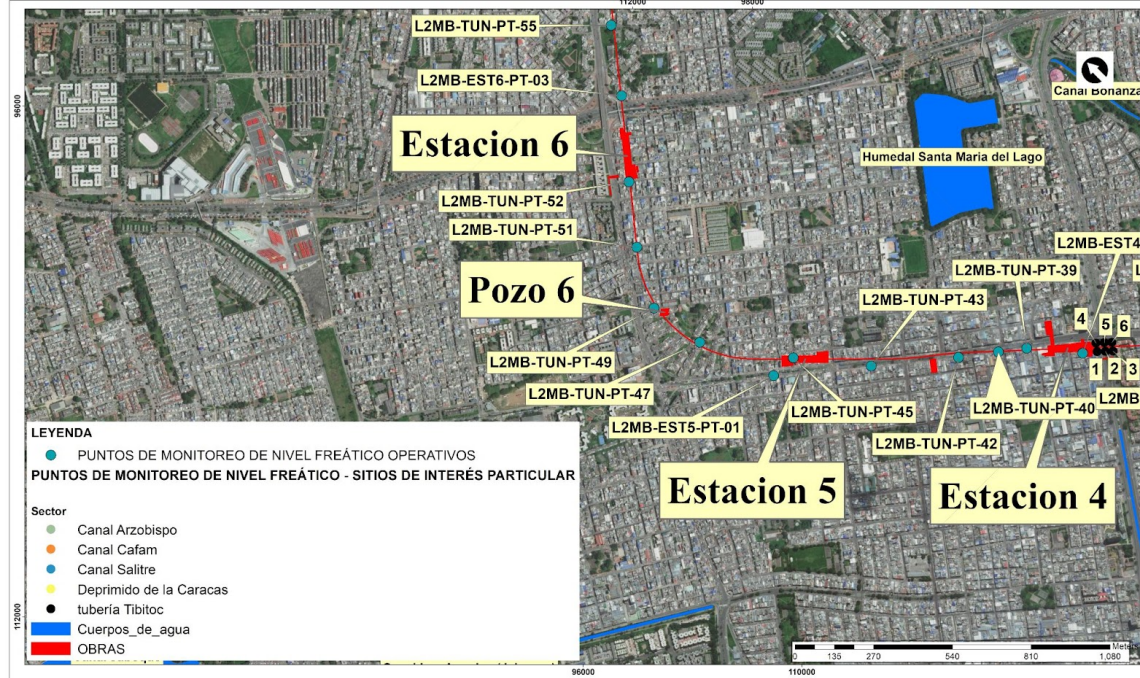 112000
98000
L2MB-TUN-PT-55
L2MB-EST6-PT-03
Canal Bonanza
96000
Estacion 6
Humedal Santa Maria del Lago
L2MB-TUN-PT-52
L2MB-TUN-PT-51
L2MB-EST4
L2MB-TUN-PT-39
L
Pozo 6
L2MB-TUN-PT-43
4
5
6
L2MB-TUN-PT-49
1
2
3
L2MB-TUN-PT-47
L2MB-TUN-PT-45
L2MB-TUN-PT-40
L2MB
L2MB-EST5-PT-01
L2MB-TUN-PT-42
LEYENDA
PUNTOS DE MONITOREO DE NIVEL FREÁTICO OPERATIVOS
PUNTOS DE MONITOREO DE NIVEL FREÁTICO - SITIOS DE INTERÉS PARTICULAR
Estacion 5
Estacion 4
Sector
Canal Arzobispo
Canal Cafam
Canal Salitre
Deprimido de la Caracas
tubería Tibitoc
Cuerpos_de_agua
OBRAS
112000
Meters
0
135
270
540
810
1,080
96000
110000